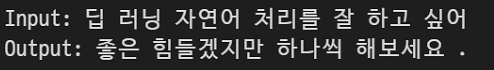 Input: 딥 러닝 자연어 처리를 잘 하고 싶어
Output: 좋은 힘들겠지만 하나씩 해보세요 .